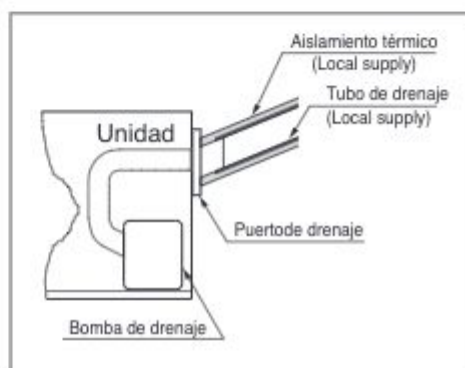 Aislamiento térmico
(Local supply)
Tubo de drenaje
(Local supply)
Unidad
Puertode drenaje
Bomba de drenaje